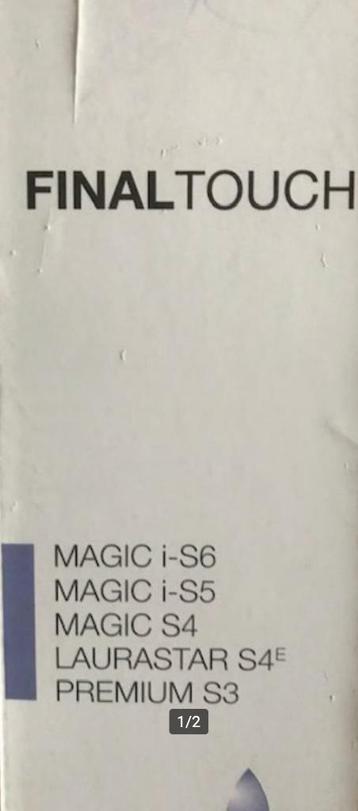 FINALTOUCH
MAGIC i-S6
MAGIC i-S5
MAGIC S4
LAURASTAR S4ᴱ
PREMIUM S3
1/2